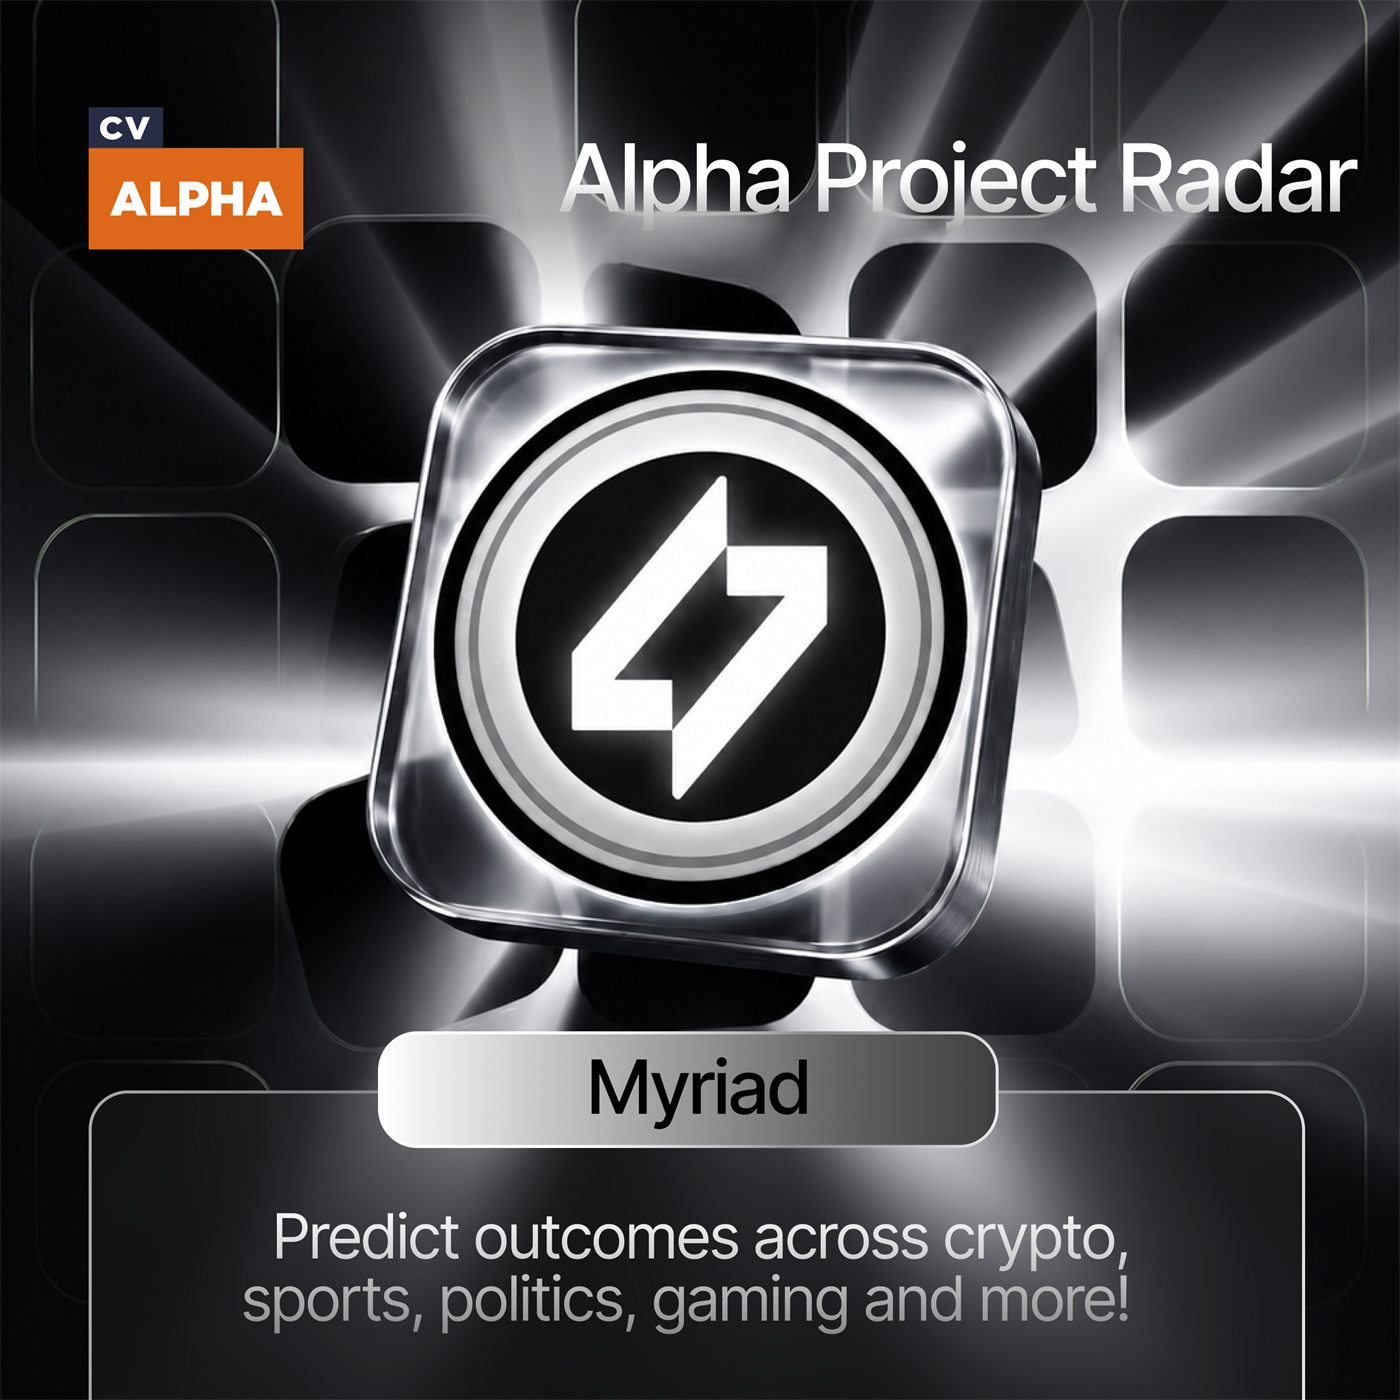 CV
ALPHA
Alpha Project Radar
Myriad
Predict outcomes across crypto,
sports, politics, gaming and more!